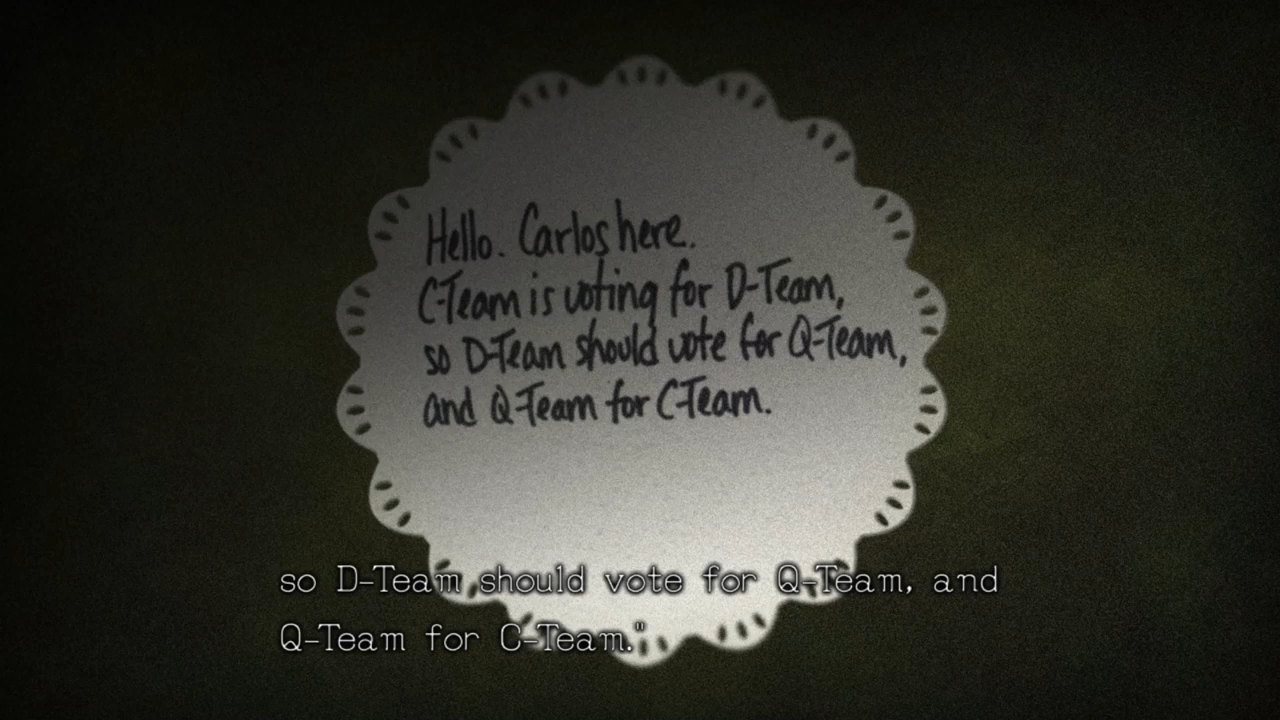 Hello. Carlos here.
C-Team is voting for D-Team,
so D-Team should vote for Q-Team,
and Q-Team for C-Team.
so D-Team should vote for Q-Team, and
Q-Team for C-Team."